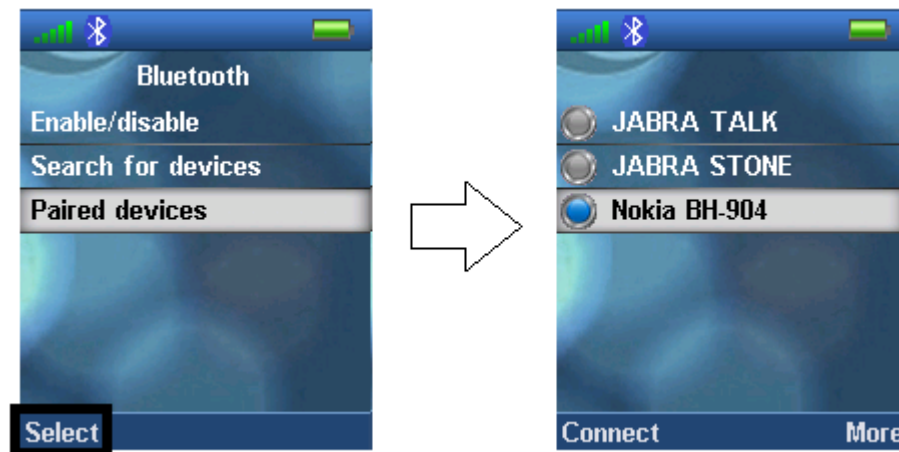 Bluetooth
Enable/disable
Search for devices
Paired devices
Select
JABRA TALK
JABRA STONE
Nokia BH-904
Connect More